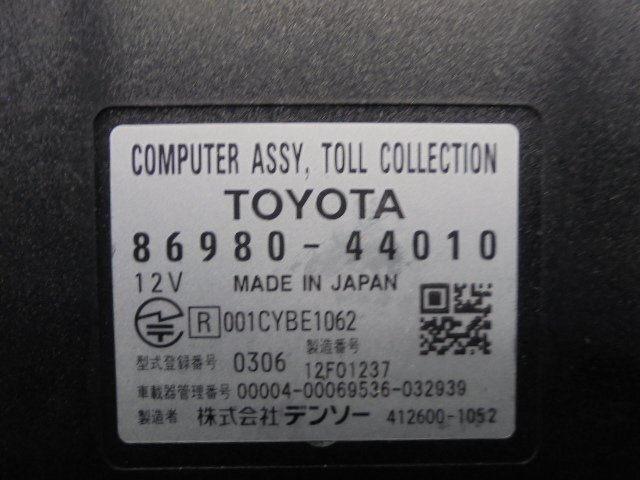 COMPUTER ASSY, TOLL COLLECTION
TOYOTA
86980-44010
12V MADE IN JAPAN
R 001CYBE1062
型式登録番号 0306 製造番号 12F01237
車載器管理番号 00004-00069536-032939
製造者 株式会社デンソー 412600-1052